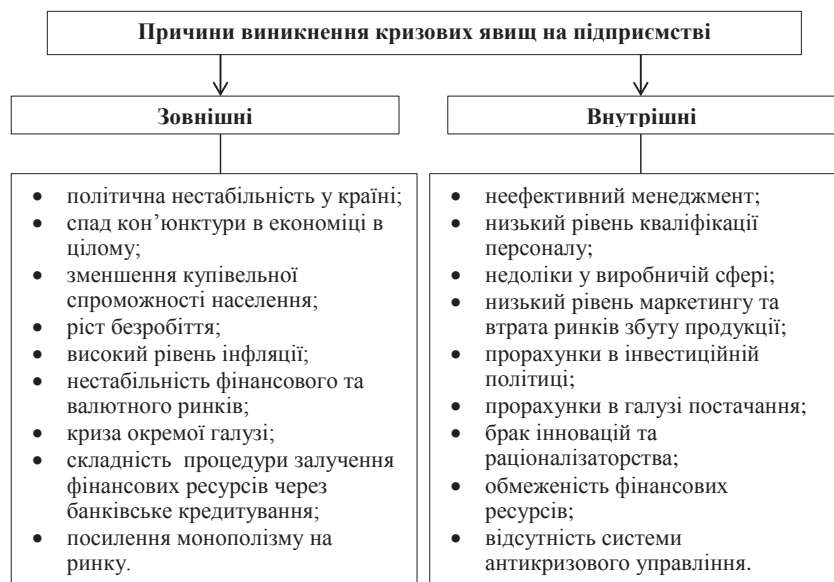 Причини виникнення кризових явищ на підприємстві
Зовнішні
• політична нестабільність у країні;
• спад кон’юнктури в економіці в
цілому;
• зменшення купівельної
спроможності населення;
• ріст безробіття;
• високий рівень інфляції;
• нестабільність фінансового та
валютного ринків;
• криза окремої галузі;
• складність процедури залучення
фінансових ресурсів через
банківське кредитування;
• посилення монополізму на
ринку.
Внутрішні
• неефективний менеджмент;
• низький рівень кваліфікації
персоналу;
• недоліки у виробничій сфері;
• низький рівень маркетингу та
втрата ринків збуту продукції;
• прорахунки в інвестиційній
політиці;
• прорахунки в галузі постачання;
• брак інновацій та
раціоналізаторства;
• обмеженість фінансових
ресурсів;
• відсутність системи
антикризового управління.